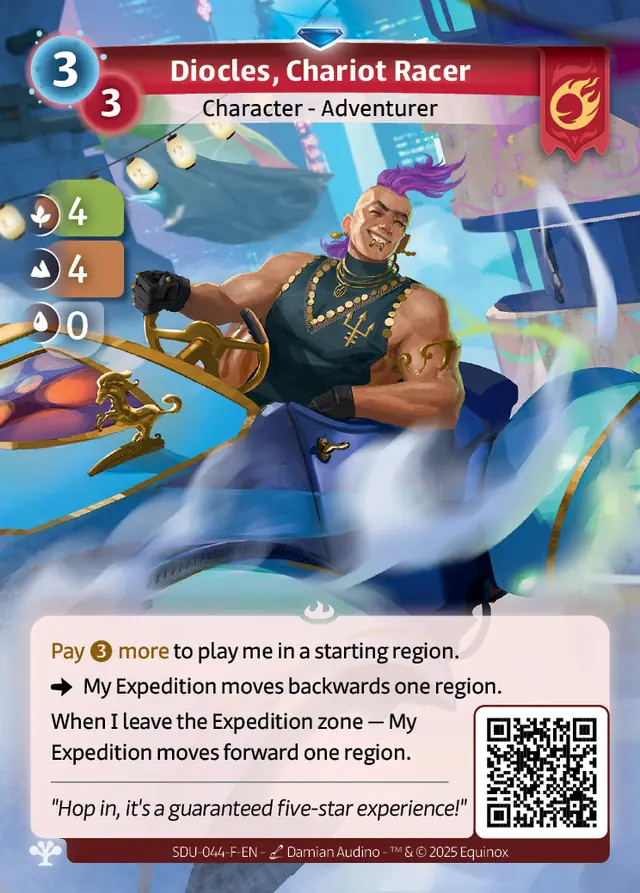 3
Diocles, Chariot Racer
3
Character - Adventurer
4
4
0
Pay 3 more to play me in a starting region.
My Expedition moves backwards one region.
When I leave the Expedition zone — My
Expedition moves forward one region.
"Hop in, it's a guaranteed five-star experience!"
SDU-044-F-EN - Damian Audino - ™ & © 2025 Equinox